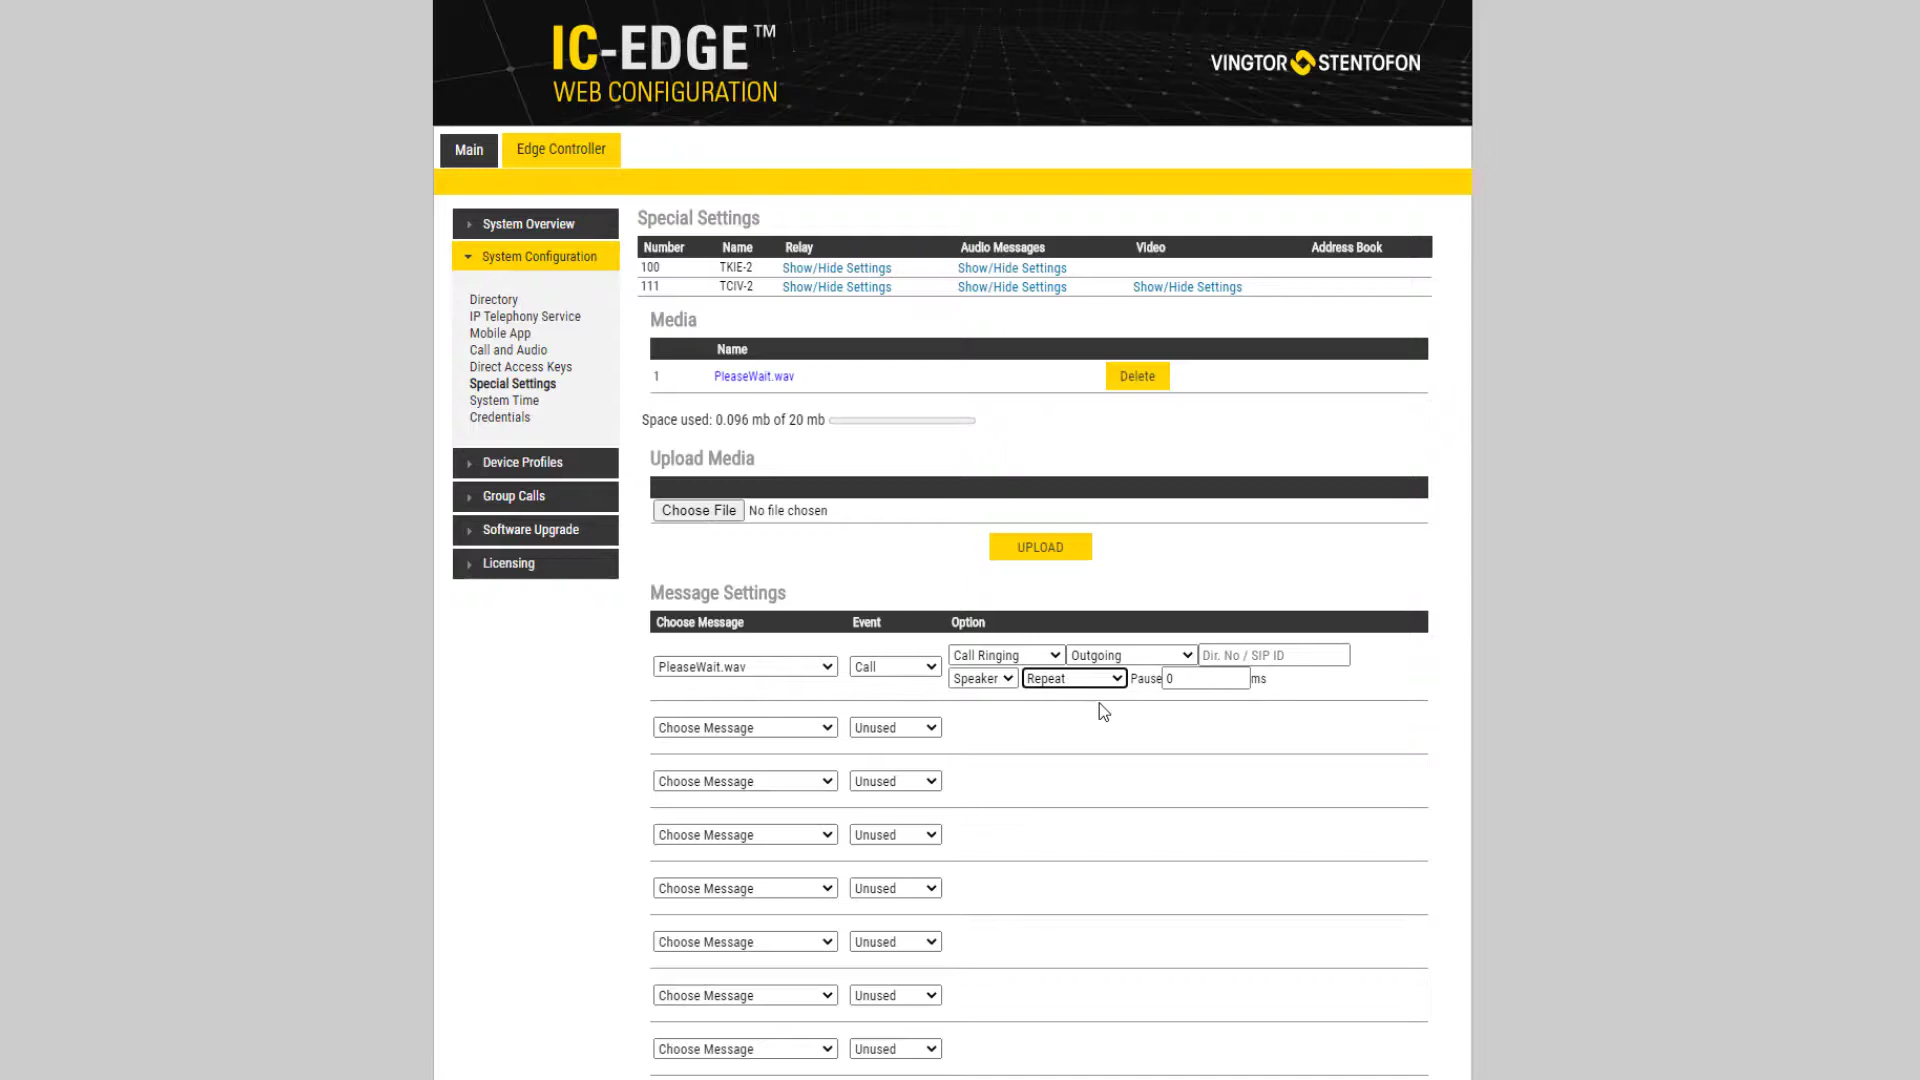 IC-EDGE™
WEB CONFIGURATION
VINGTOR STENTOFON
Main
Edge Controller
System Overview
System Configuration
Directory
IP Telephony Service
Mobile App
Call and Audio
Direct Access Keys
Special Settings
System Time
Credentials
Device Profiles
Group Calls
Software Upgrade
Licensing
Special Settings
Number Name Relay Audio Messages Video Address Book
100 TKIE-2 Show/Hide Settings Show/Hide Settings
111 TCIV-2 Show/Hide Settings Show/Hide Settings Show/Hide Settings
Media
Name
1 PleaseWait.wav Delete
Space used: 0.096 mb of 20 mb
Upload Media
Choose File No file chosen
UPLOAD
Message Settings
Choose Message Event Option
PleaseWait.wav Call Call Ringing Outgoing Dir. No / SIP ID
Speaker Repeat Pause 0 ms
Choose Message Unused
Choose Message Unused
Choose Message Unused
Choose Message Unused
Choose Message Unused
Choose Message Unused
Choose Message Unused